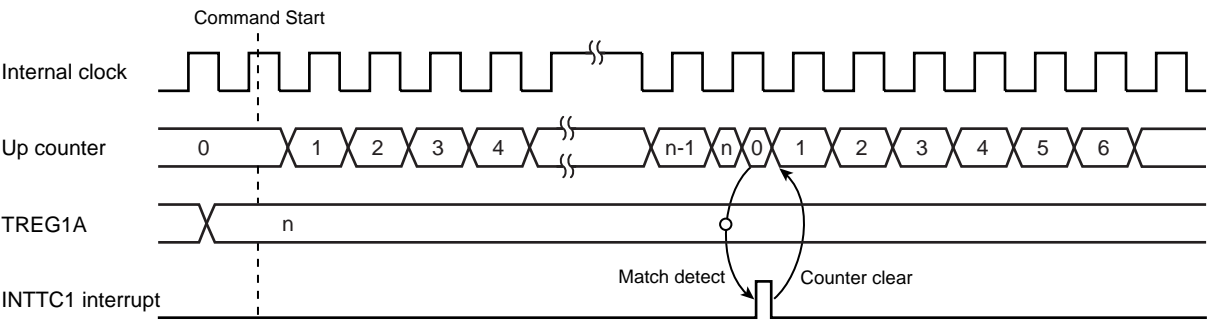 Command Start
Internal clock
Up counter 0 1 2 3 4 n-1 n 0 1 2 3 4 5 6
TREG1A n
Match detect Counter clear
INTTC1 interrupt